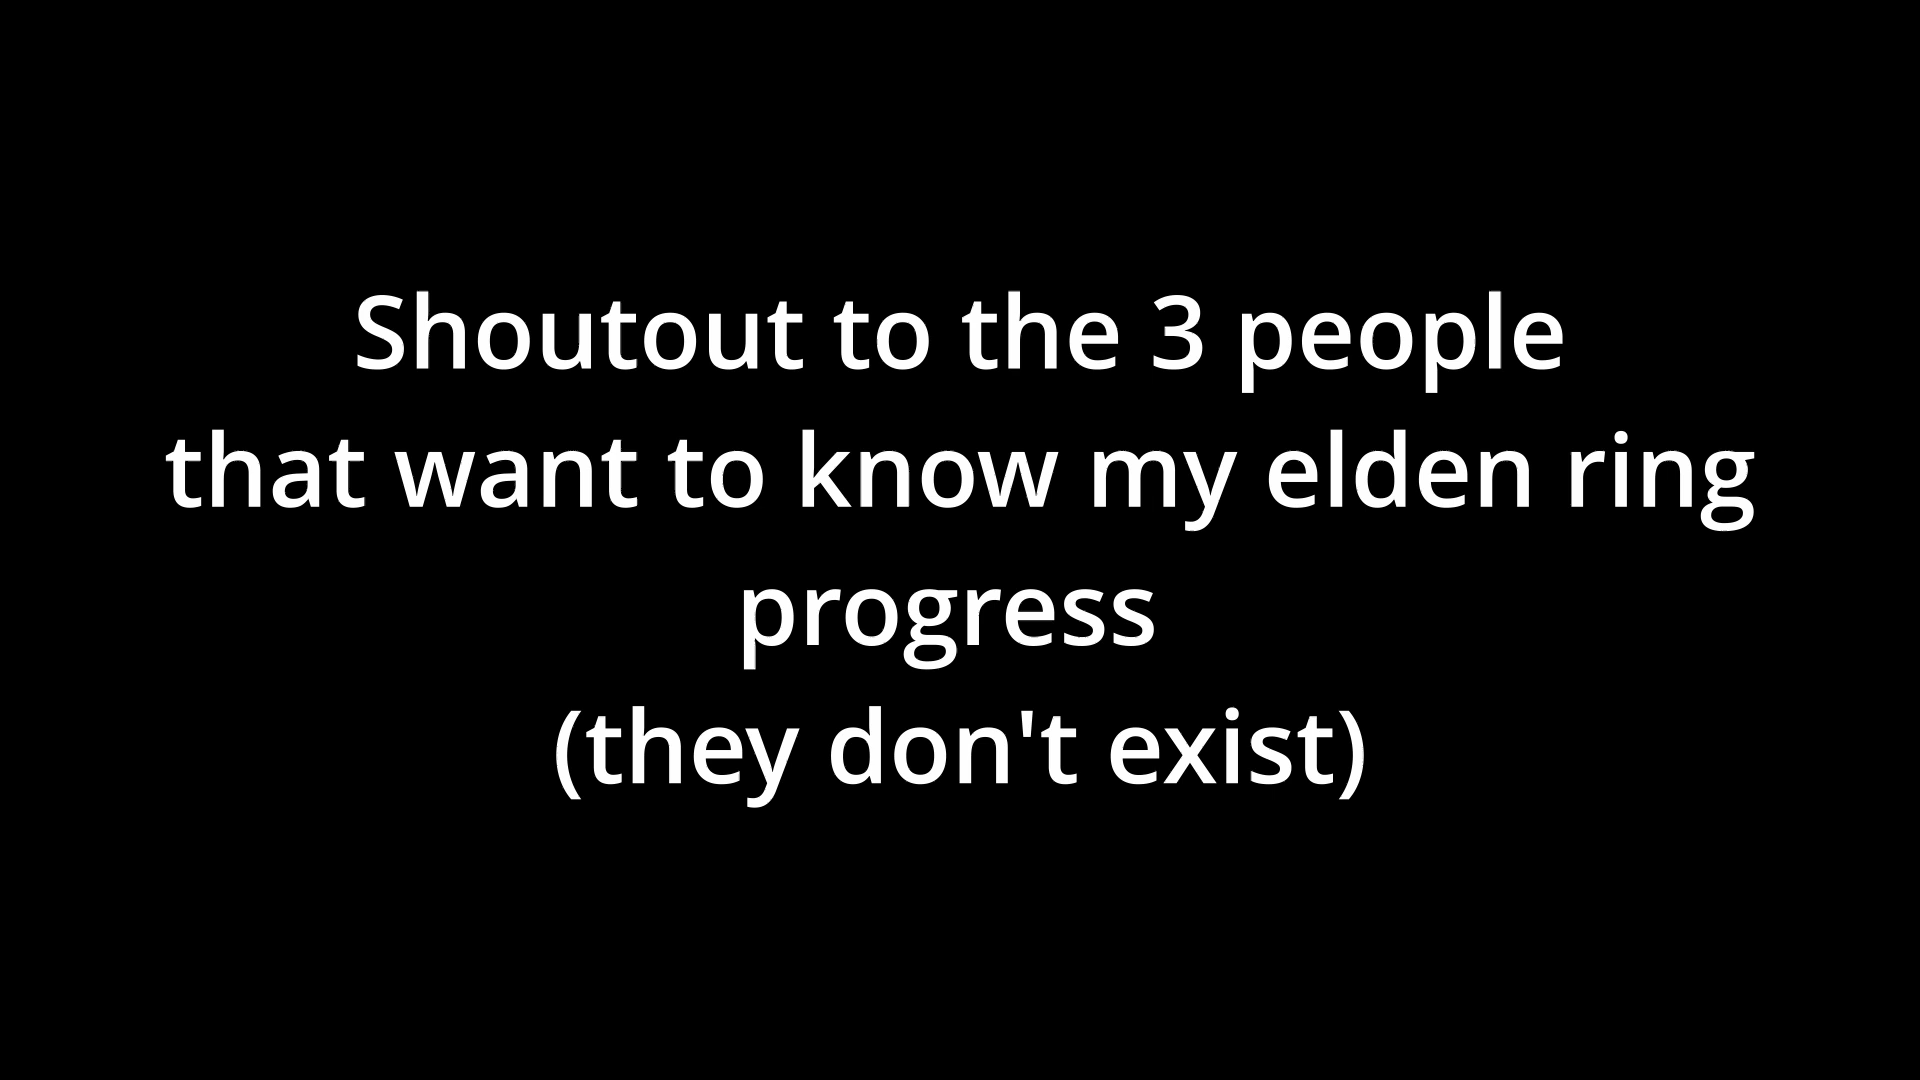 Shoutout to the 3 people
that want to know my elden ring
progress
(they don't exist)